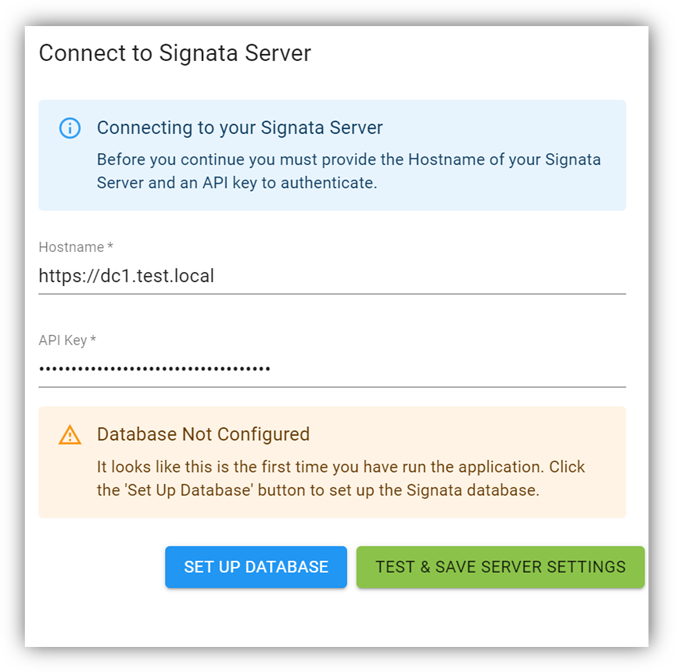 Connect to Signata Server
Connecting to your Signata Server
Before you continue you must provide the Hostname of your Signata
Server and an API key to authenticate.
Hostname *
https://dc1.test.local
API Key *
••••••••••••••••••••••••••••••••••••
Database Not Configured
It looks like this is the first time you have run the application. Click
the 'Set Up Database' button to set up the Signata database.
SET UP DATABASE
TEST & SAVE SERVER SETTINGS